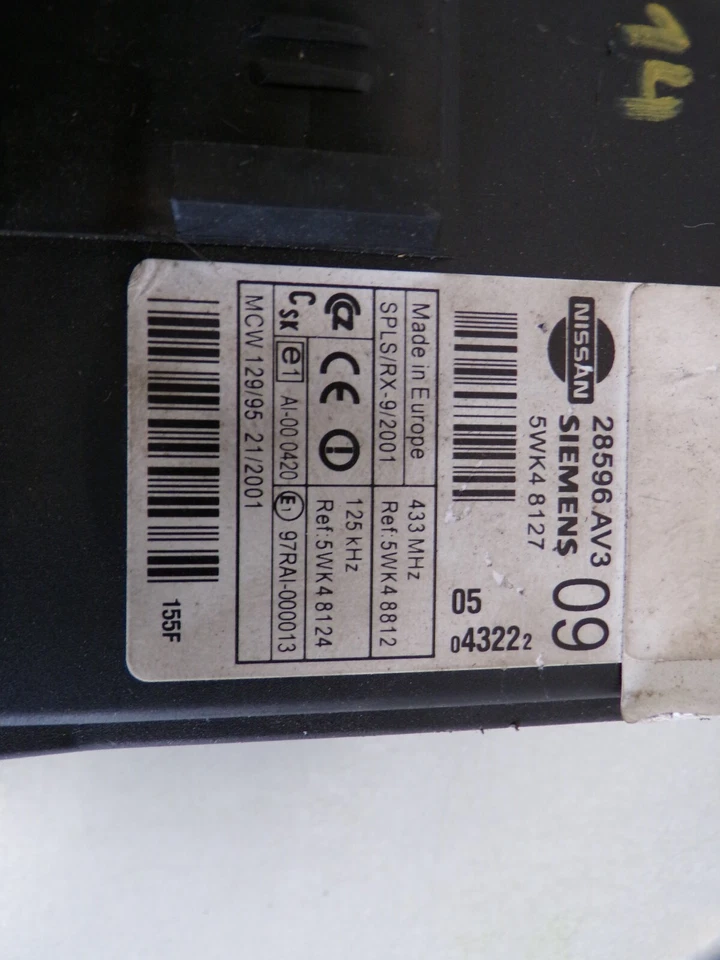 14
NISSAN
28596 AV3
SIEMENS
09
5WK4 8127
05
043222
Made in Europe
433 MHz
SPLS/RX-9/2001
Ref:5WK4 8812
CE
125 kHz
Ref:5WK4 8124
CSK
e1
AI-00 0420
E1
97RAI-000013
MCW 129/95 21/2001
155F